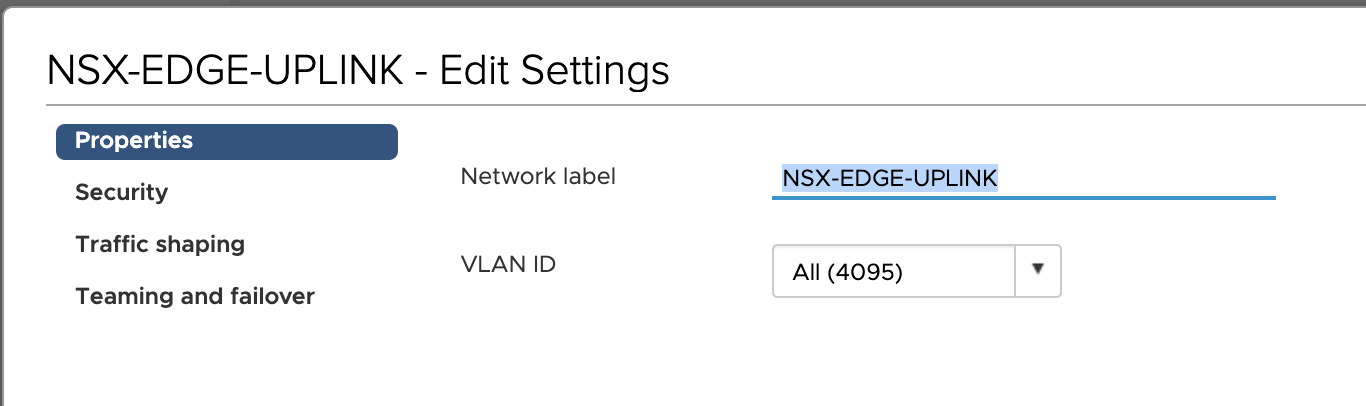 NSX-EDGE-UPLINK - Edit Settings
Properties
Security
Traffic shaping
Teaming and failover
Network label
NSX-EDGE-UPLINK
VLAN ID
All (4095)